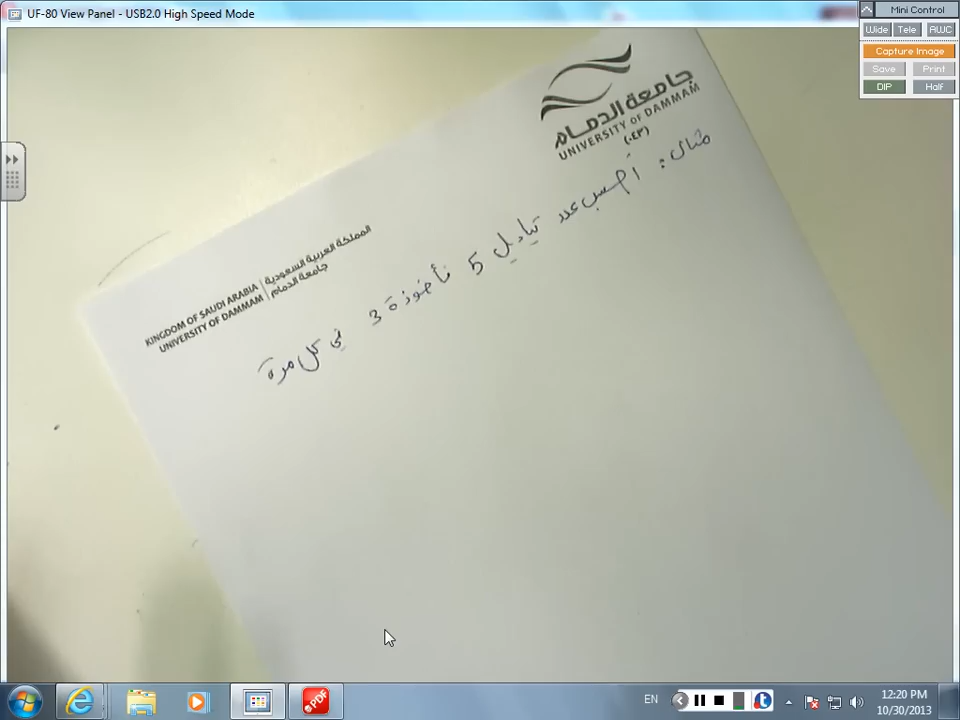 UF-80 View Panel - USB2.0 High Speed Mode
Mini Control
Wide Tele AWC
Capture Image
Save Print
DIP Half
جامعة الدمام
UNIVERSITY OF DAMMAM
(٠٤٣)
المملكة العربية السعودية
جامعة الدمام
KINGDOM OF SAUDI ARABIA
UNIVERSITY OF DAMMAM
مثال : أحسب عدد تباديل 5 مأخوذة 3 في كل مرة
PDF
EN
12:20 PM
10/30/2013